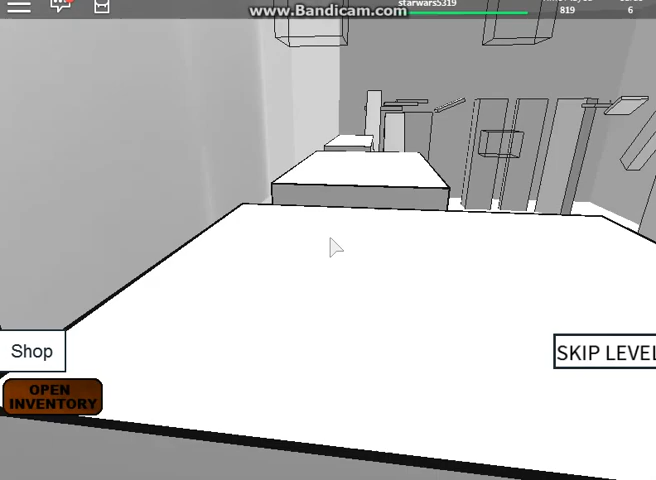 www.Bandicam.com
starwars5319
819
6
Shop
SKIP LEVEL
OPEN
INVENTORY